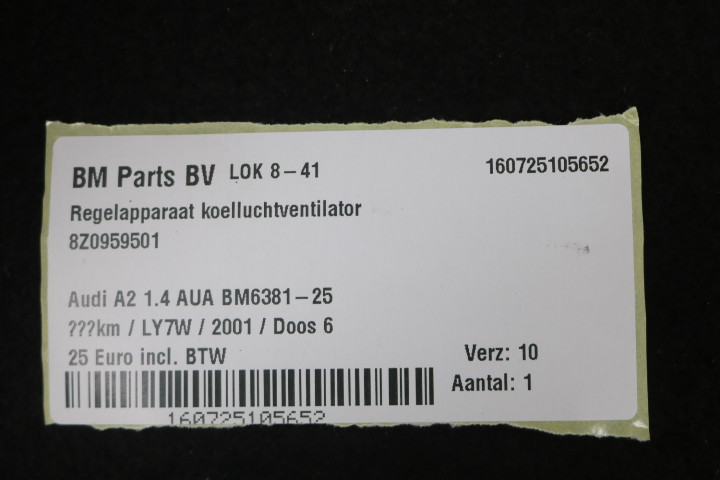 BM Parts BV LOK 8-41 160725105652
Regelapparaat koelluchtventilator
8Z0959501
Audi A2 1.4 AUA BM6381-25
???km / LY7W / 2001 / Doos 6
25 Euro incl. BTW Verz: 10
Aantal: 1
160725105652